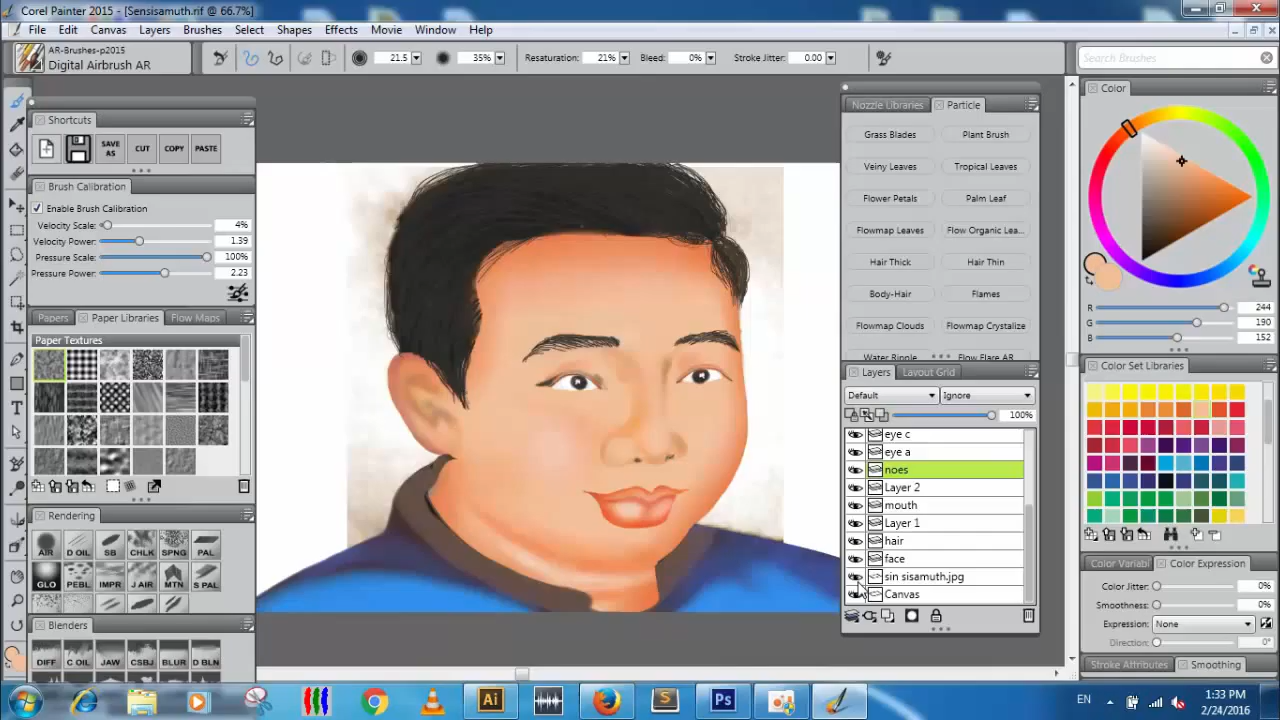 Corel Painter 2015 - [Sensisamuth.rif @ 66.7%]
File Edit Canvas Layers Brushes Select Shapes Effects Movie Window Help
AR-Brushes-p2015
Digital Airbrush AR
21.5 35% Resaturation: 21% Bleed: 0% Stroke Jitter: 0.00
Search Brushes
Shortcuts
SAVE AS CUT COPY PASTE
Brush Calibration
Enable Brush Calibration
Velocity Scale: 4%
Velocity Power: 1.39
Pressure Scale: 100%
Pressure Power: 2.23
Papers Paper Libraries Flow Maps
Paper Textures
Rendering
AIR D OIL SB CHLK SPNG PAL
GLO PEBL IMPR J AIR MTN S PAL
Blenders
DIFF C OIL JAW CSBJ BLUR D BLN
Nozzle Libraries Particle
Grass Blades Plant Brush
Veiny Leaves Tropical Leaves
Flower Petals Palm Leaf
Flowmap Leaves Flow Organic Lea...
Hair Thick Hair Thin
Body-Hair Flames
Flowmap Clouds Flowmap Crystalize
Water Ripple Flow Flare AR
Layers Layout Grid
Default Ignore
100%
eye c
eye a
noes
Layer 2
mouth
Layer 1
hair
face
sin sisamuth.jpg
Canvas
Color
R 244
G 190
B 152
Color Set Libraries
Color Variabi Color Expression
Color Jitter: 0%
Smoothness: 0%
Expression: None
Direction: 0°
Stroke Attributes Smoothing
Ai S Ps
EN
1:33 PM
2/24/2016